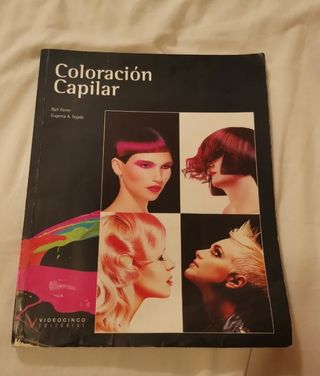 Coloración
Capilar
Rafi Ferrer
Eugenia A. Tejada
VIDEOCINCO
EDITORIAL